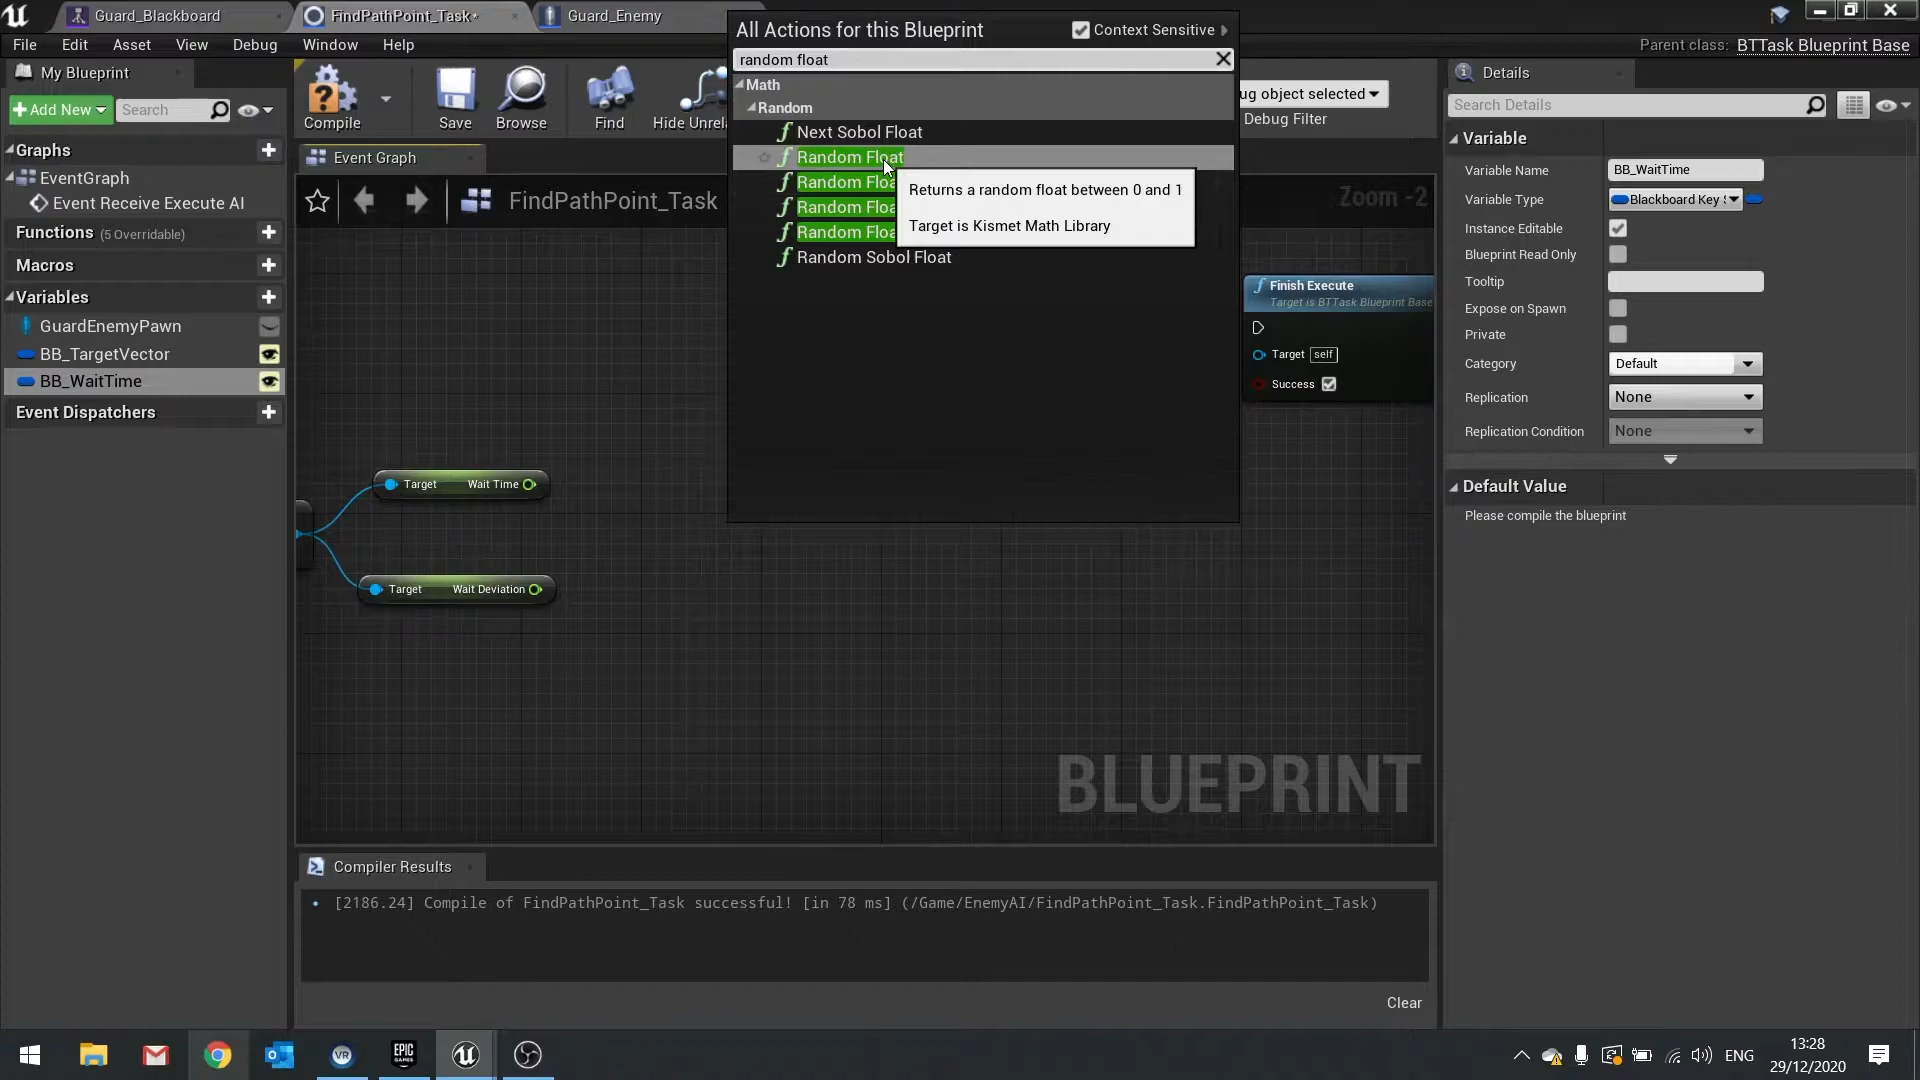 Guard_Blackboard
FindPathPoint_Task*
Guard_Enemy
File Edit Asset View Debug Window Help
Parent class: BTTask Blueprint Base
My Blueprint
Add New
Search
Compile
Save
Browse
Find
Hide Unrela
ug object selected
Debug Filter
All Actions for this Blueprint
Context Sensitive
random float
Math
Random
Next Sobol Float
Random Float
Random Floa
Random Floa
Random Floa
Random Sobol Float
Returns a random float between 0 and 1
Target is Kismet Math Library
Graphs
EventGraph
Event Receive Execute AI
Functions (5 Overridable)
Macros
Variables
GuardEnemyPawn
BB_TargetVector
BB_WaitTime
Event Dispatchers
Event Graph
FindPathPoint_Task
Zoom -2
Finish Execute
Target is BTTask Blueprint Base
Target self
Success
Target Wait Time
Target Wait Deviation
BLUEPRINT
Compiler Results
[2186.24] Compile of FindPathPoint_Task successful! [in 78 ms] (/Game/EnemyAI/FindPathPoint_Task.FindPathPoint_Task)
Clear
Details
Search Details
Variable
Variable Name BB_WaitTime
Variable Type Blackboard Key S
Instance Editable
Blueprint Read Only
Tooltip
Expose on Spawn
Private
Category Default
Replication None
Replication Condition None
Default Value
Please compile the blueprint
VR
EPIC GAMES
ENG
13:28
29/12/2020